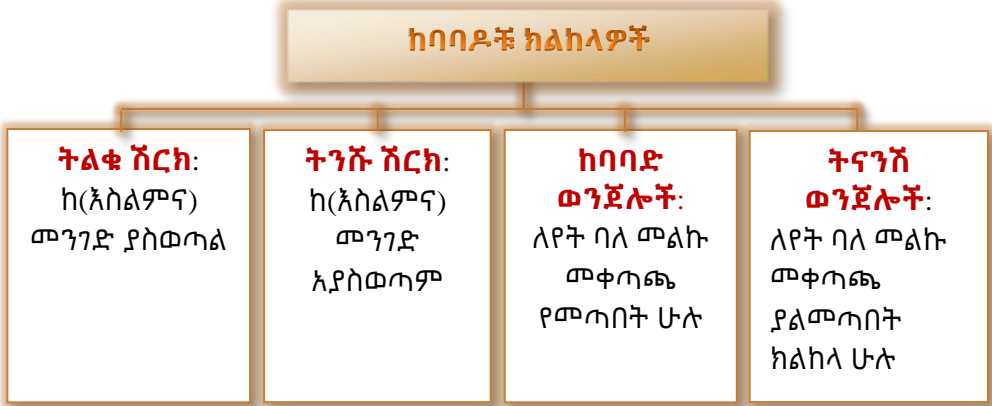 ከባባዶቹ ክልከላዎች
ትልቁ ሽርክ:
ከ(እስልምና)
መንገድ ያስወጣል
ትንሹ ሽርክ:
ከ(እስልምና)
መንገድ
አያስወጣም
ከባባድ
ወንጀሎች:
ለየት ባለ መልኩ
መቀጣጫ
የመጣበት ሁሉ
ትናንሽ
ወንጀሎች:
ለየት ባለ መልኩ
መቀጣጫ
ያልመጣበት
ክልከላ ሁሉ